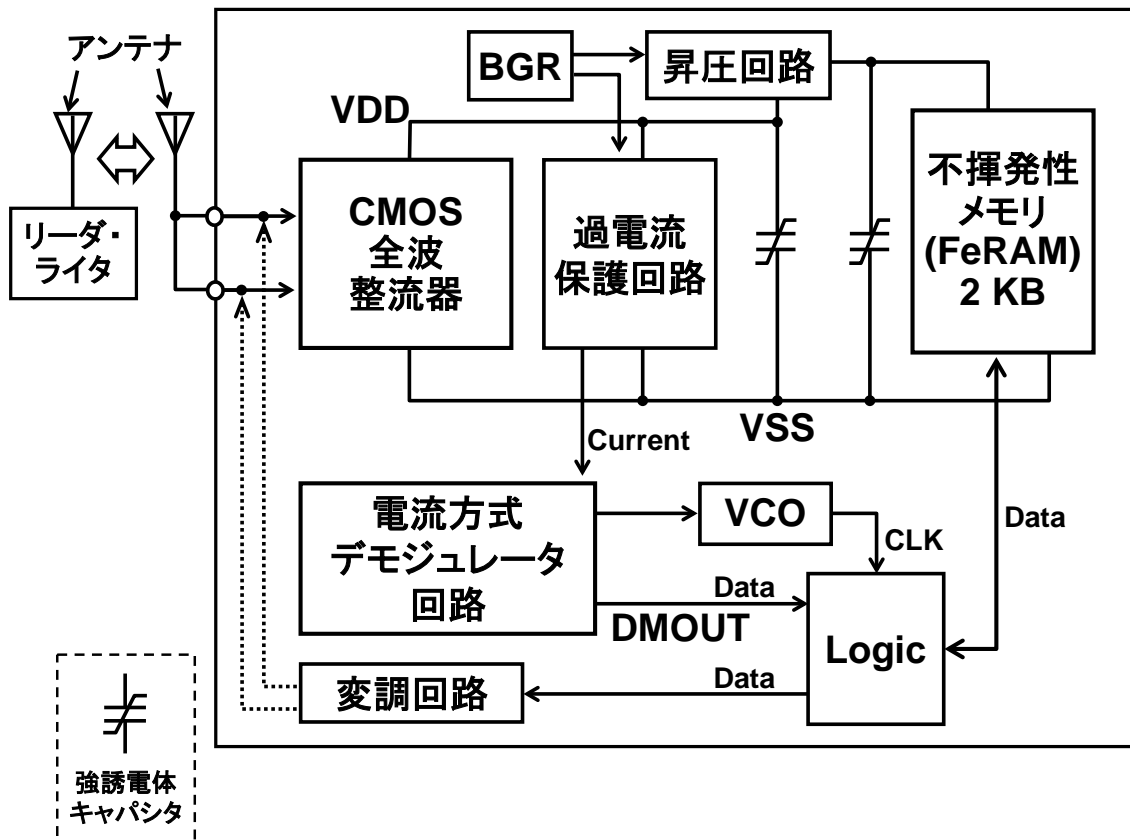 アンテナ
リーダ・
ライタ
BGR
昇圧回路
VDD
CMOS
全波
整流器
過電流
保護回路
不揮発性
メモリ
(FeRAM)
2 KB
VSS
Current
電流方式
デモジュレータ
回路
VCO
CLK
Data
Data
DMOUT
Logic
変調回路
Data
強誘電体
キャパシタ